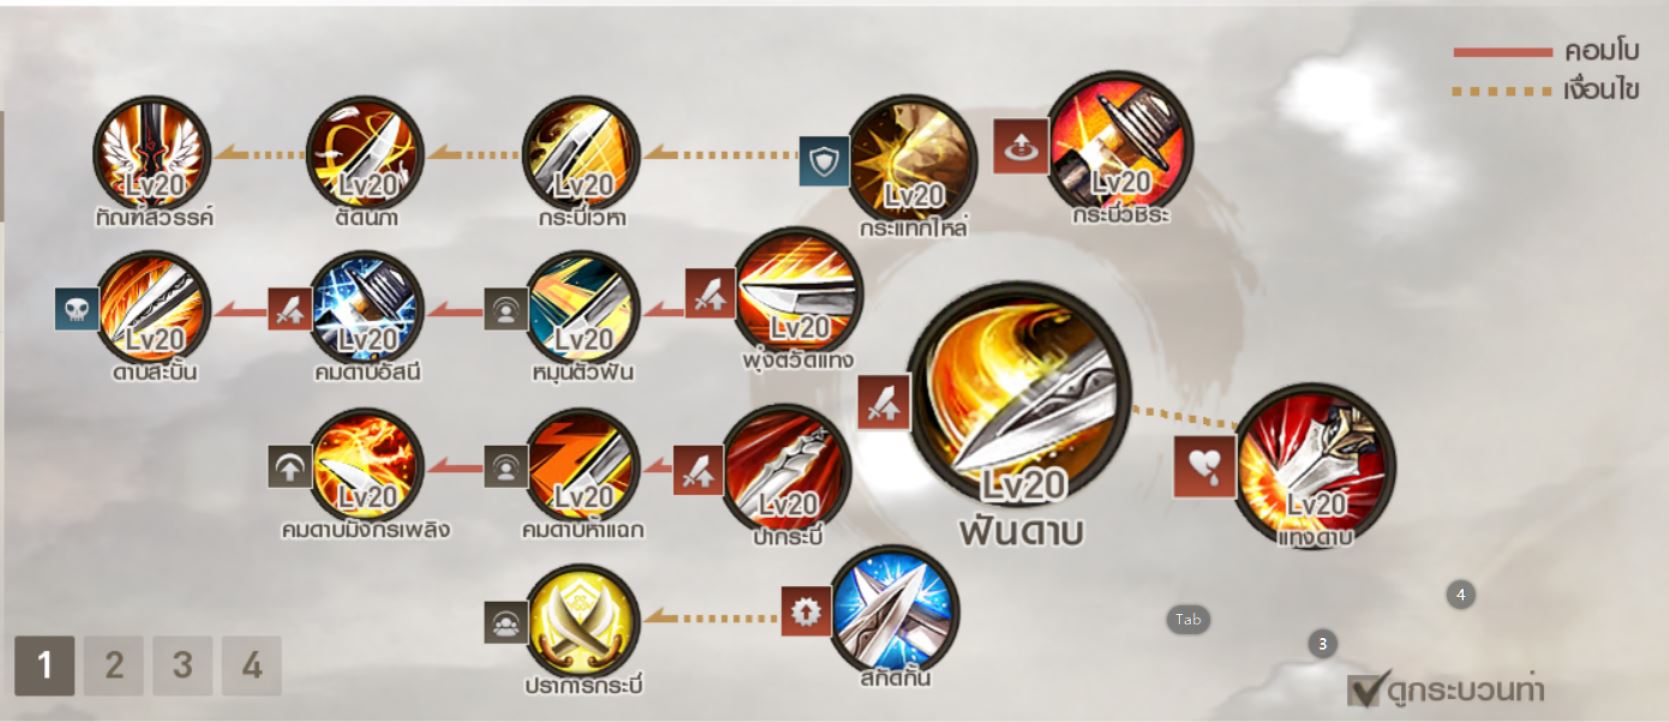 คอมโบ
เงื่อนไข
Lv20
ทัณฑ์สวรรค์
Lv20
ตัดนภา
Lv20
กระบี่เวหา
Lv20
กระแทกไหล่
Lv20
กระบี่วชิระ
Lv20
ดาบสะบั้น
Lv20
คมดาบอัสนี
Lv20
หมุนตัวฟัน
Lv20
พุ่งตวัดแทง
Lv20
คมดาบมังกรเพลิง
Lv20
คมดาบห้าแฉก
Lv20
ปากระบี่
Lv20
ฟันดาบ
Lv20
แทงดาบ
ปราการกระบี่
สกัดกั้น
Tab
4
3
1 2 3 4
ดูกระบวนท่า